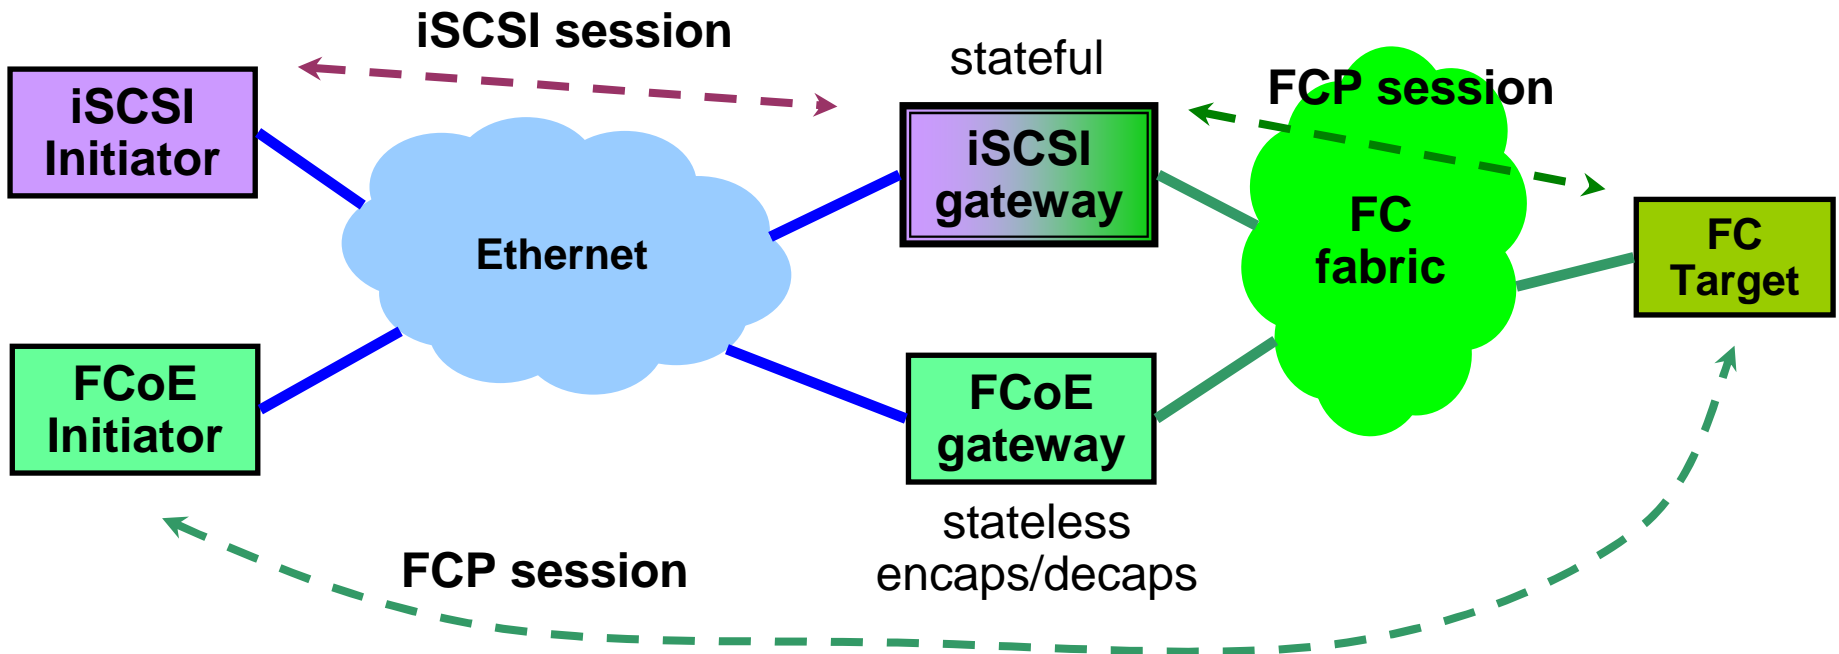 iSCSI session
stateful
iSCSI
Initiator
FCP session
iSCSI
gateway
Ethernet
FC
fabric
FC
Target
FCoE
Initiator
FCoE
gateway
stateless
encaps/decaps
FCP session